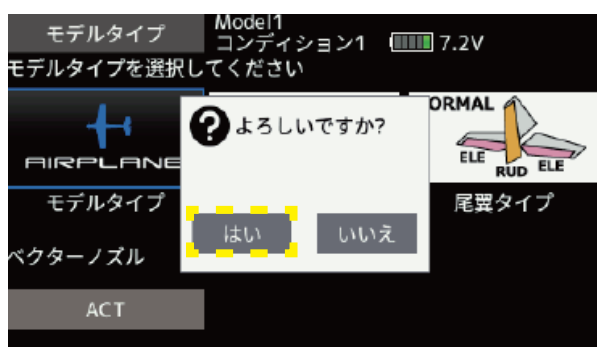 モデルタイプ
Model1
コンディション1
7.2V
モデルタイプを選択してください
?
よろしいですか?
はい
いいえ
AIRPLANE
モデルタイプ
ORMAL
ELE
RUD
ELE
尾翼タイプ
ベクターノズル
ACT